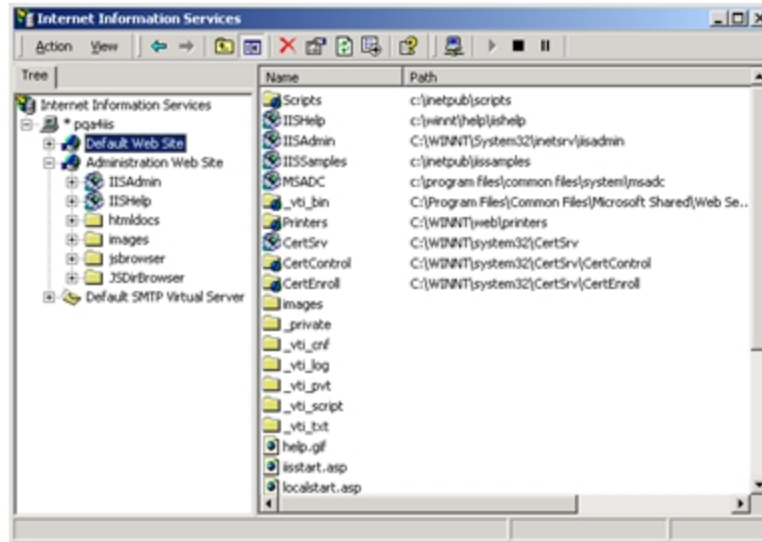 Internet Information Services
Action View
Tree
Internet Information Services
* pqa4iis
Default Web Site
Administration Web Site
IISAdmin
IISHelp
htmldocs
images
jsbrowser
JSDirBrowser
Default SMTP Virtual Server
Name Path
Scripts c:\inetpub\scripts
IISHelp c:\winnt\help\iishelp
IISAdmin C:\WINNT\System32\inetsrv\iisadmin
IISSamples c:\inetpub\iissamples
MSADC c:\program files\common files\system\msadc
_vti_bin C:\Program Files\Common Files\Microsoft Shared\Web Se...
Printers C:\WINNT\web\printers
CertSrv C:\WINNT\system32\CertSrv
CertControl C:\WINNT\system32\CertSrv\CertControl
CertEnroll C:\WINNT\system32\CertSrv\CertEnroll
images
_private
_vti_cnf
_vti_log
_vti_pvt
_vti_script
_vti_txt
help.gif
iisstart.asp
localstart.asp